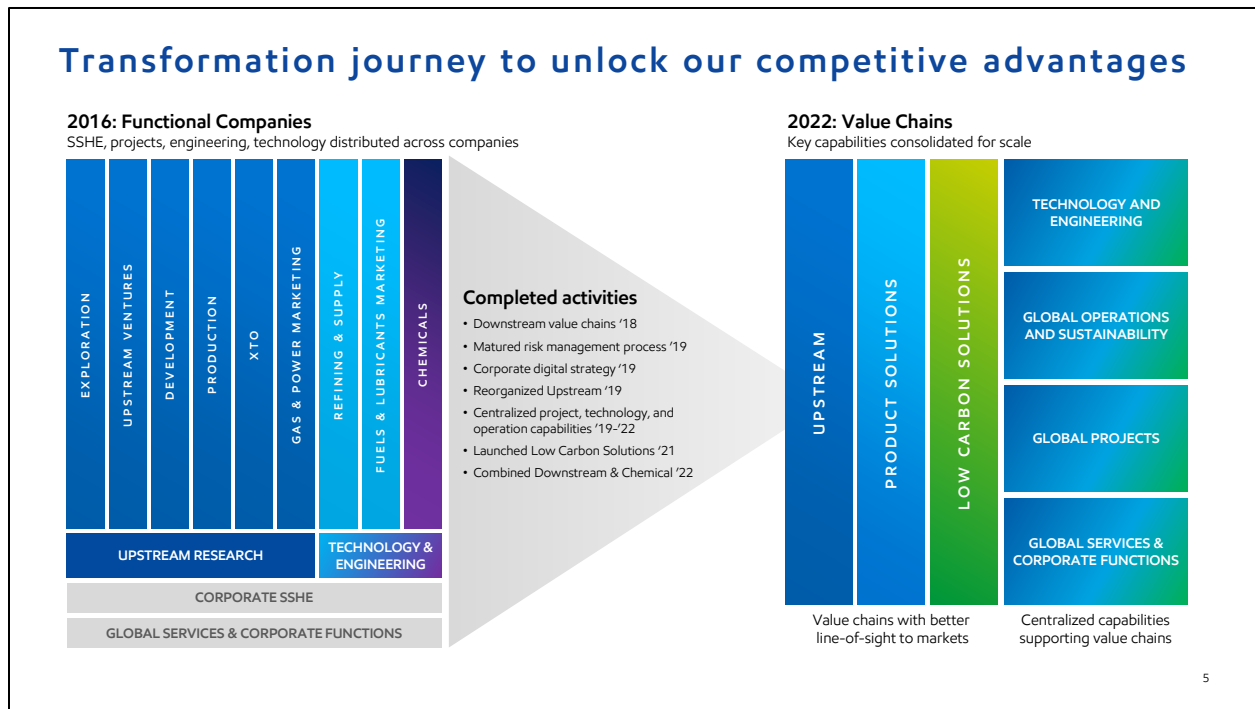 Transformation journey to unlock our competitive advantages
2016: Functional Companies
SSHE, projects, engineering, technology distributed across companies
EXPLORATION
UPSTREAM VENTURES
DEVELOPMENT
PRODUCTION
XTO
GAS & POWER MARKETING
REFINING & SUPPLY
FUELS & LUBRICANTS MARKETING
CHEMICALS
UPSTREAM RESEARCH
TECHNOLOGY &
ENGINEERING
CORPORATE SSHE
GLOBAL SERVICES & CORPORATE FUNCTIONS
Completed activities
• Downstream value chains ‘18
• Matured risk management process ‘19
• Corporate digital strategy ‘19
• Reorganized Upstream ‘19
• Centralized project, technology, and
operation capabilities ‘19-’22
• Launched Low Carbon Solutions ‘21
• Combined Downstream & Chemical ‘22
2022: Value Chains
Key capabilities consolidated for scale
UPSTREAM
PRODUCT SOLUTIONS
LOW CARBON SOLUTIONS
TECHNOLOGY AND
ENGINEERING
GLOBAL OPERATIONS
AND SUSTAINABILITY
GLOBAL PROJECTS
GLOBAL SERVICES &
CORPORATE FUNCTIONS
Value chains with better
line-of-sight to markets
Centralized capabilities
supporting value chains
5